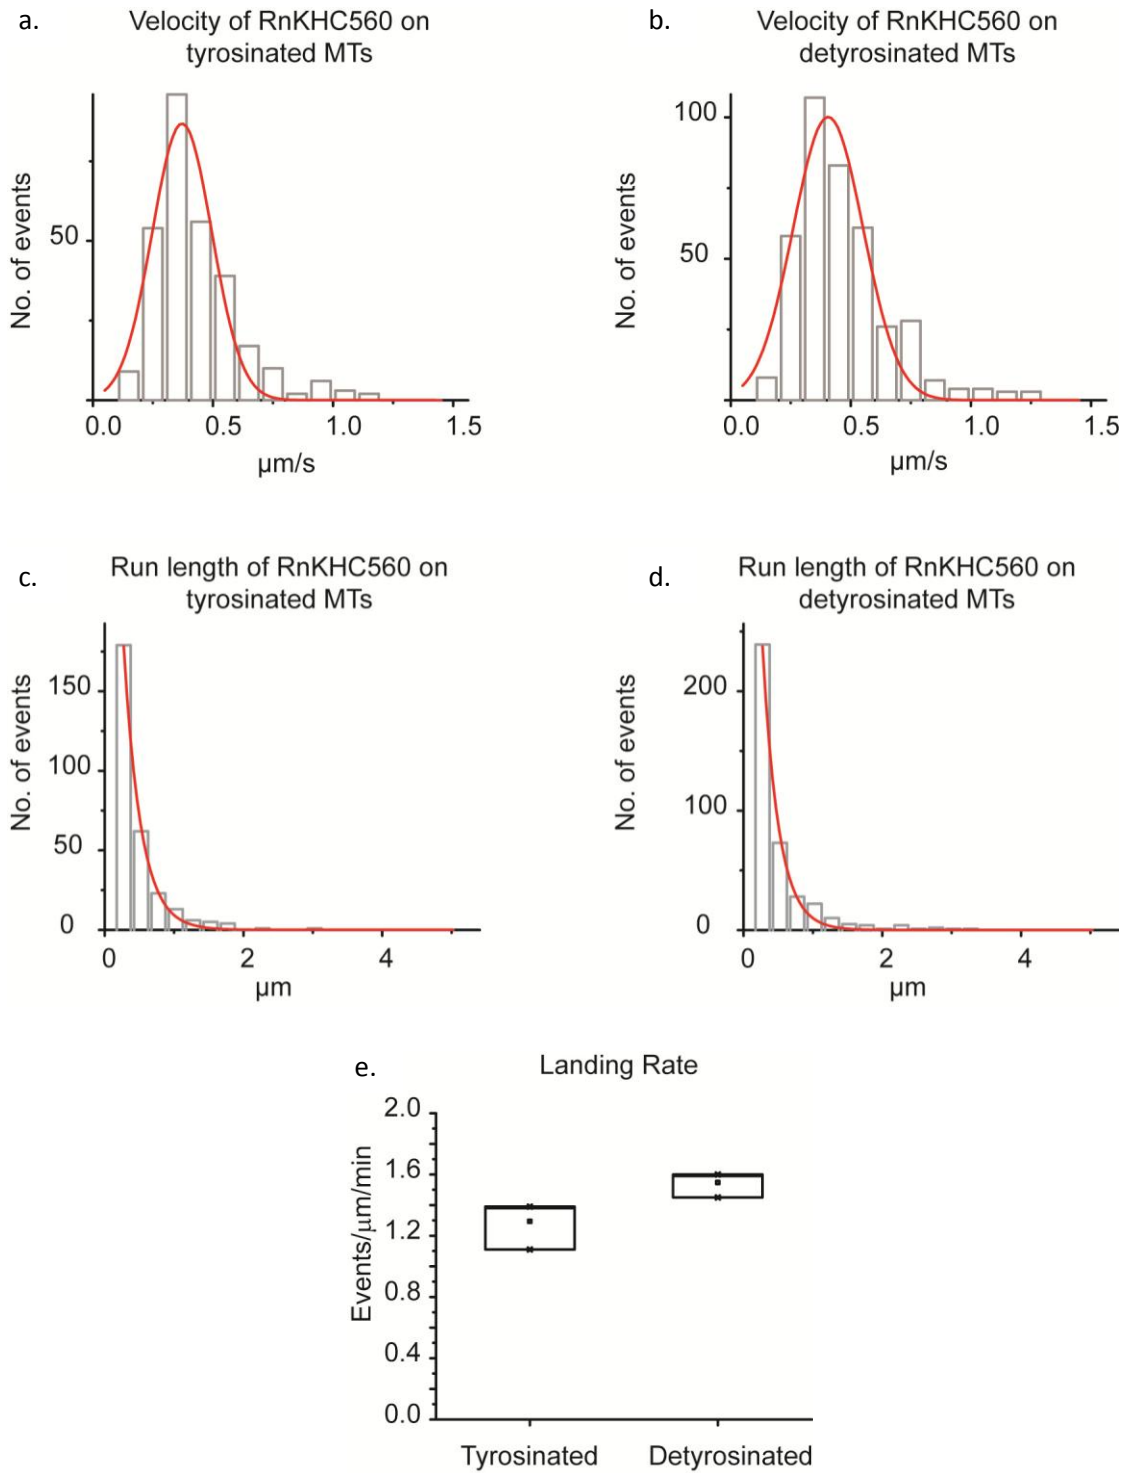 a.
Velocity of RnKHC560 on
tyrosinated MTs
No. of events
50
0.0 0.5 1.0 1.5
µm/s
b.
Velocity of RnKHC560 on
detyrosinated MTs
No. of events
100
50
0.0 0.5 1.0 1.5
µm/s
c.
Run length of RnKHC560 on
tyrosinated MTs
No. of events
150
100
50
0
0 2 4
µm
d.
Run length of RnKHC560 on
detyrosinated MTs
No. of events
200
100
0
0 2 4
µm
e.
Landing Rate
Events/µm/min
2.0
1.6
1.2
0.8
0.4
0.0
Tyrosinated Detyrosinated